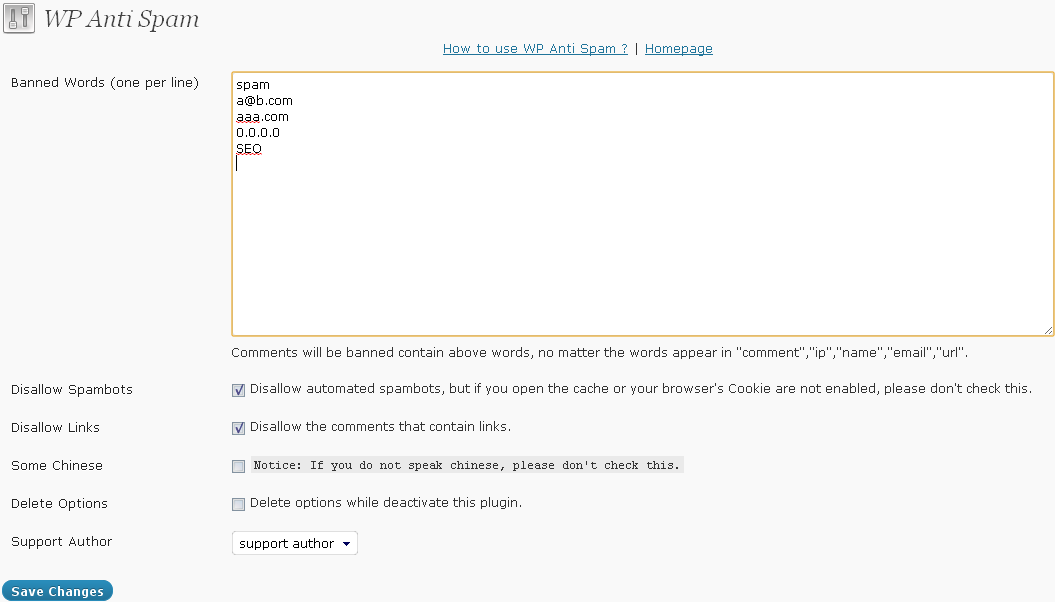 WP Anti Spam
How to use WP Anti Spam ? | Homepage
Banned Words (one per line)
spam
a@b.com
aaa.com
0.0.0.0
SEO
Comments will be banned contain above words, no matter the words appear in "comment","ip","name","email","url".
Disallow Spambots
Disallow automated spambots, but if you open the cache or your browser's Cookie are not enabled, please don't check this.
Disallow Links
Disallow the comments that contain links.
Some Chinese
Notice: If you do not speak chinese, please don't check this.
Delete Options
Delete options while deactivate this plugin.
Support Author
support author
Save Changes